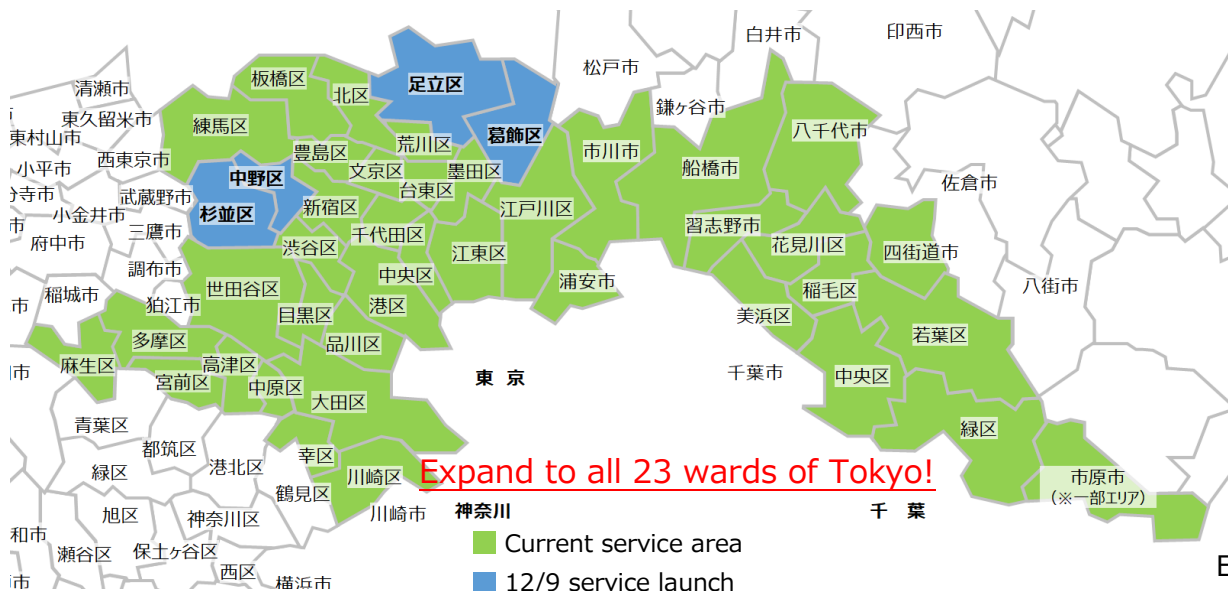 白井市
印西市
松戸市
清瀬市
板橋区
足立区
北区
鎌ヶ谷市
東久留米市
練馬区
八千代市
東村山市
荒川区
葛飾区
豊島区
市川市
西東京市
小平市
文京区
墨田区
船橋市
中野区
台東区
佐倉市
分寺市
武蔵野市
新宿区
江戸川区
小金井市
杉並区
習志野市
三鷹市
千代田区
府中市
渋谷区
江東区
花見川区
四街道市
調布市
中央区
浦安市
稲城市
世田谷区
稲毛区
八街市
狛江市
港区
目黒区
美浜区
多摩区
品川区
若葉区
麻生区
高津区
東 京
千葉市
中央区
宮前区
中原区
大田区
青葉区
緑区
都筑区
幸区
港北区
川崎区
Expand to all 23 wards of Tokyo!
市原市
(※一部エリア)
緑区
鶴見区
旭区
神奈川区
川崎市
神奈川
千 葉
和市
瀬谷区
保土ヶ谷区
Current service area
西区
横浜市
12/9 service launch
E